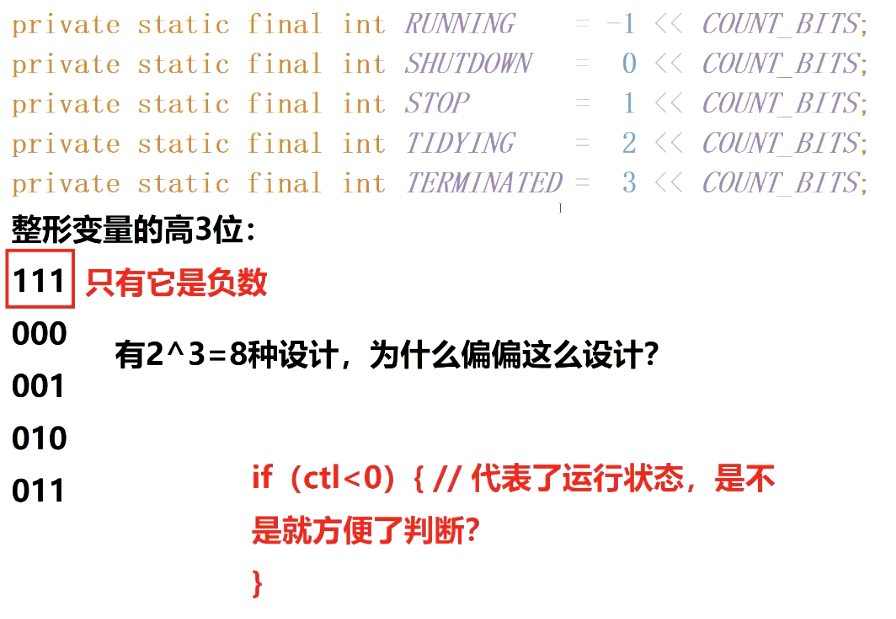 private static final int RUNNING    = -1 << COUNT_BITS;
private static final int SHUTDOWN   =  0 << COUNT_BITS;
private static final int STOP       =  1 << COUNT_BITS;
private static final int TIDYING    =  2 << COUNT_BITS;
private static final int TERMINATED =  3 << COUNT_BITS;
整形变量的高3位：
111 只有它是负数
000
有2^3=8种设计，为什么偏偏这么设计？
001
010
011
if（ctl<0）{ // 代表了运行状态，是不
是就方便了判断？
}